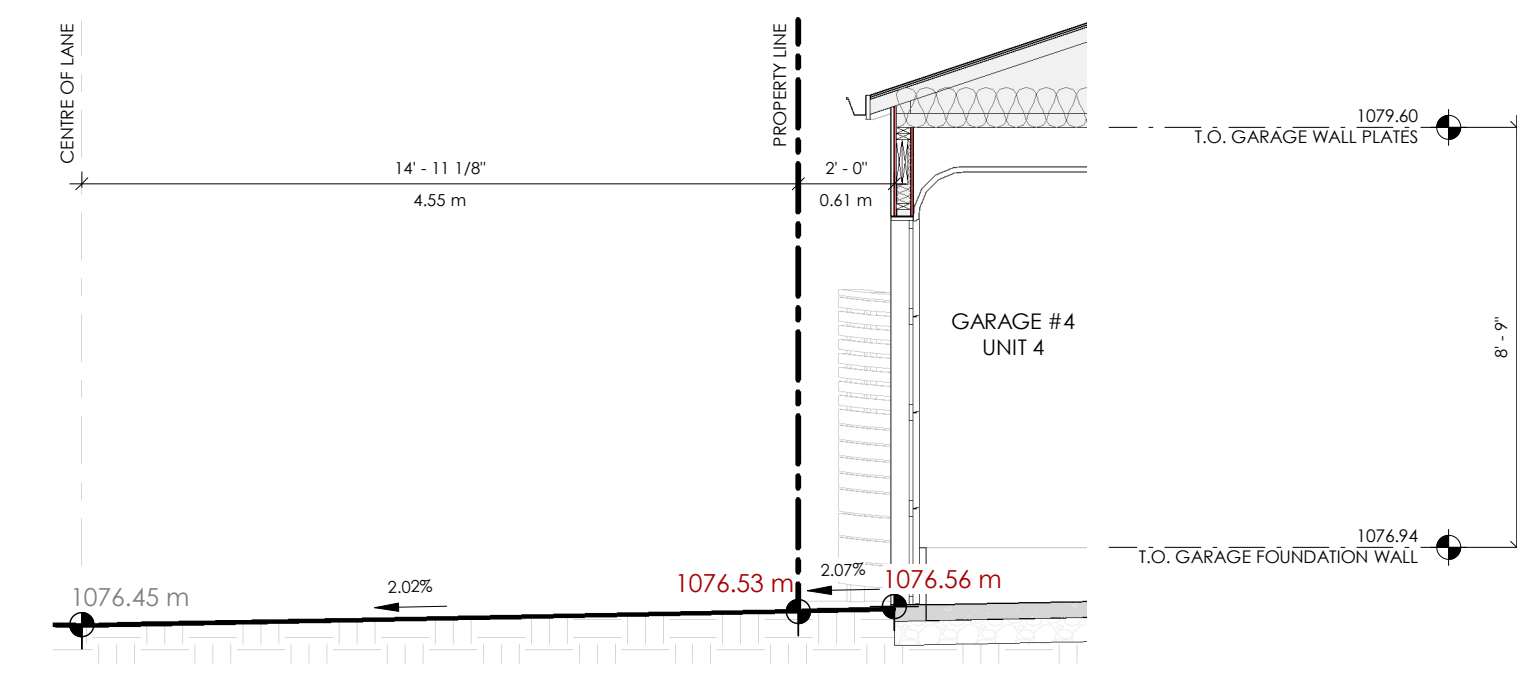 CENTRE OF LANE
PROPERTY LINE
1079.60
T.O. GARAGE WALL PLATES
14' - 11 1/8"
2' - 0"
4.55 m
0.61 m
GARAGE #4
UNIT 4
8' - 9"
1076.94
T.O. GARAGE FOUNDATION WALL
1076.45 m
2.02%
1076.53 m
2.07%
1076.56 m